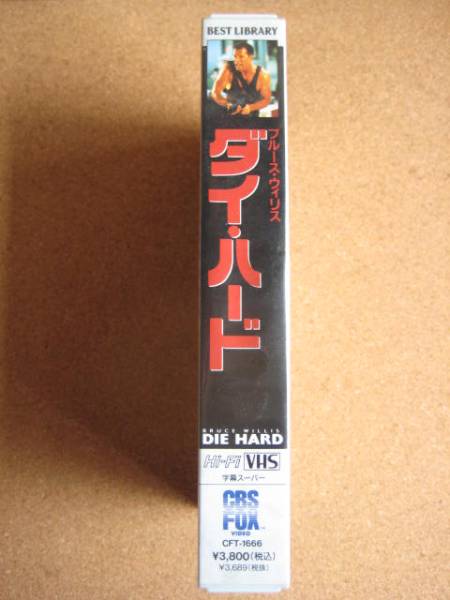 BEST LIBRARY
ブルース・ウィリス
ダイ・ハード
BRUCE WILLIS
DIE HARD
Hi-Fi VHS
字幕スーパー
CBS
FOX
VIDEO
CFT-1666
¥3,800(税込)
¥3,689(税抜)